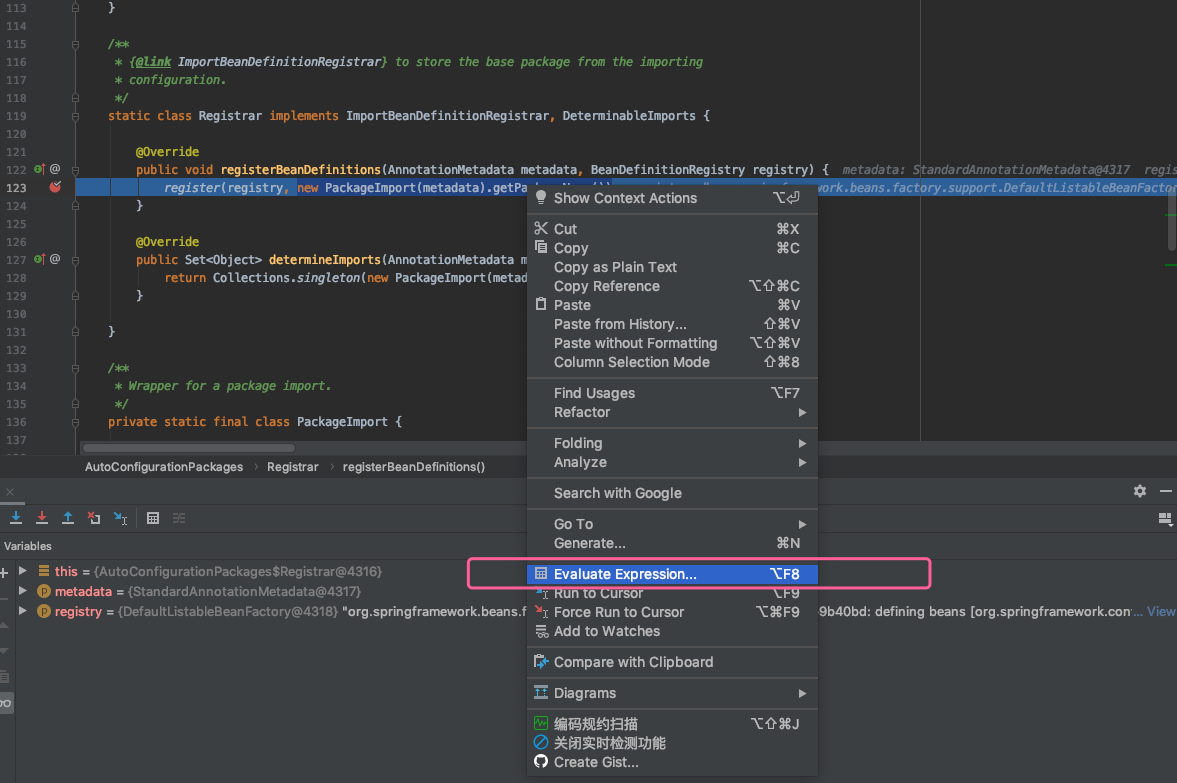 113 }
114
115 /**
116 * {@link ImportBeanDefinitionRegistrar} to store the base package from the importing
117 * configuration.
118 */
119 static class Registrar implements ImportBeanDefinitionRegistrar, DeterminableImports {
120
121 @Override
122 @ public void registerBeanDefinitions(AnnotationMetadata metadata, BeanDefinitionRegistry registry) { metadata: StandardAnnotationMetadata@4317 regis
123 register(registry, new PackageImport(metadata).getPackageName()); work.beans.factory.support.DefaultListableBeanFactor
124 }
125
126 @Override
127 @ public Set<Object> determineImports(AnnotationMetadata m
128 return Collections.singleton(new PackageImport(metad
129 }
130
131 }
132
133 /**
134 * Wrapper for a package import.
135 */
136 private static final class PackageImport {
137
Show Context Actions ⌥⏎
Cut ⌘X
Copy ⌘C
Copy as Plain Text
Copy Reference ⌥⇧⌘C
Paste ⌘V
Paste from History... ⇧⌘V
Paste without Formatting ⌥⇧⌘V
Column Selection Mode ⇧⌘8
Find Usages ⌥F7
Refactor
Folding
Analyze
Search with Google
Go To
Generate... ⌘N
Evaluate Expression... ⌥F8
Run to Cursor ⌥F9
Force Run to Cursor ⌥⌘F9
Add to Watches
Compare with Clipboard
Diagrams
编码规约扫描 ⌥⇧⌘J
关闭实时检测功能
Create Gist...
AutoConfigurationPackages › Registrar › registerBeanDefinitions()
Variables
this = {AutoConfigurationPackages$Registrar@4316}
metadata = {StandardAnnotationMetadata@4317}
registry = {DefaultListableBeanFactory@4318} "org.springframework.beans.f 9b40bd: defining beans [org.springframework.con... View